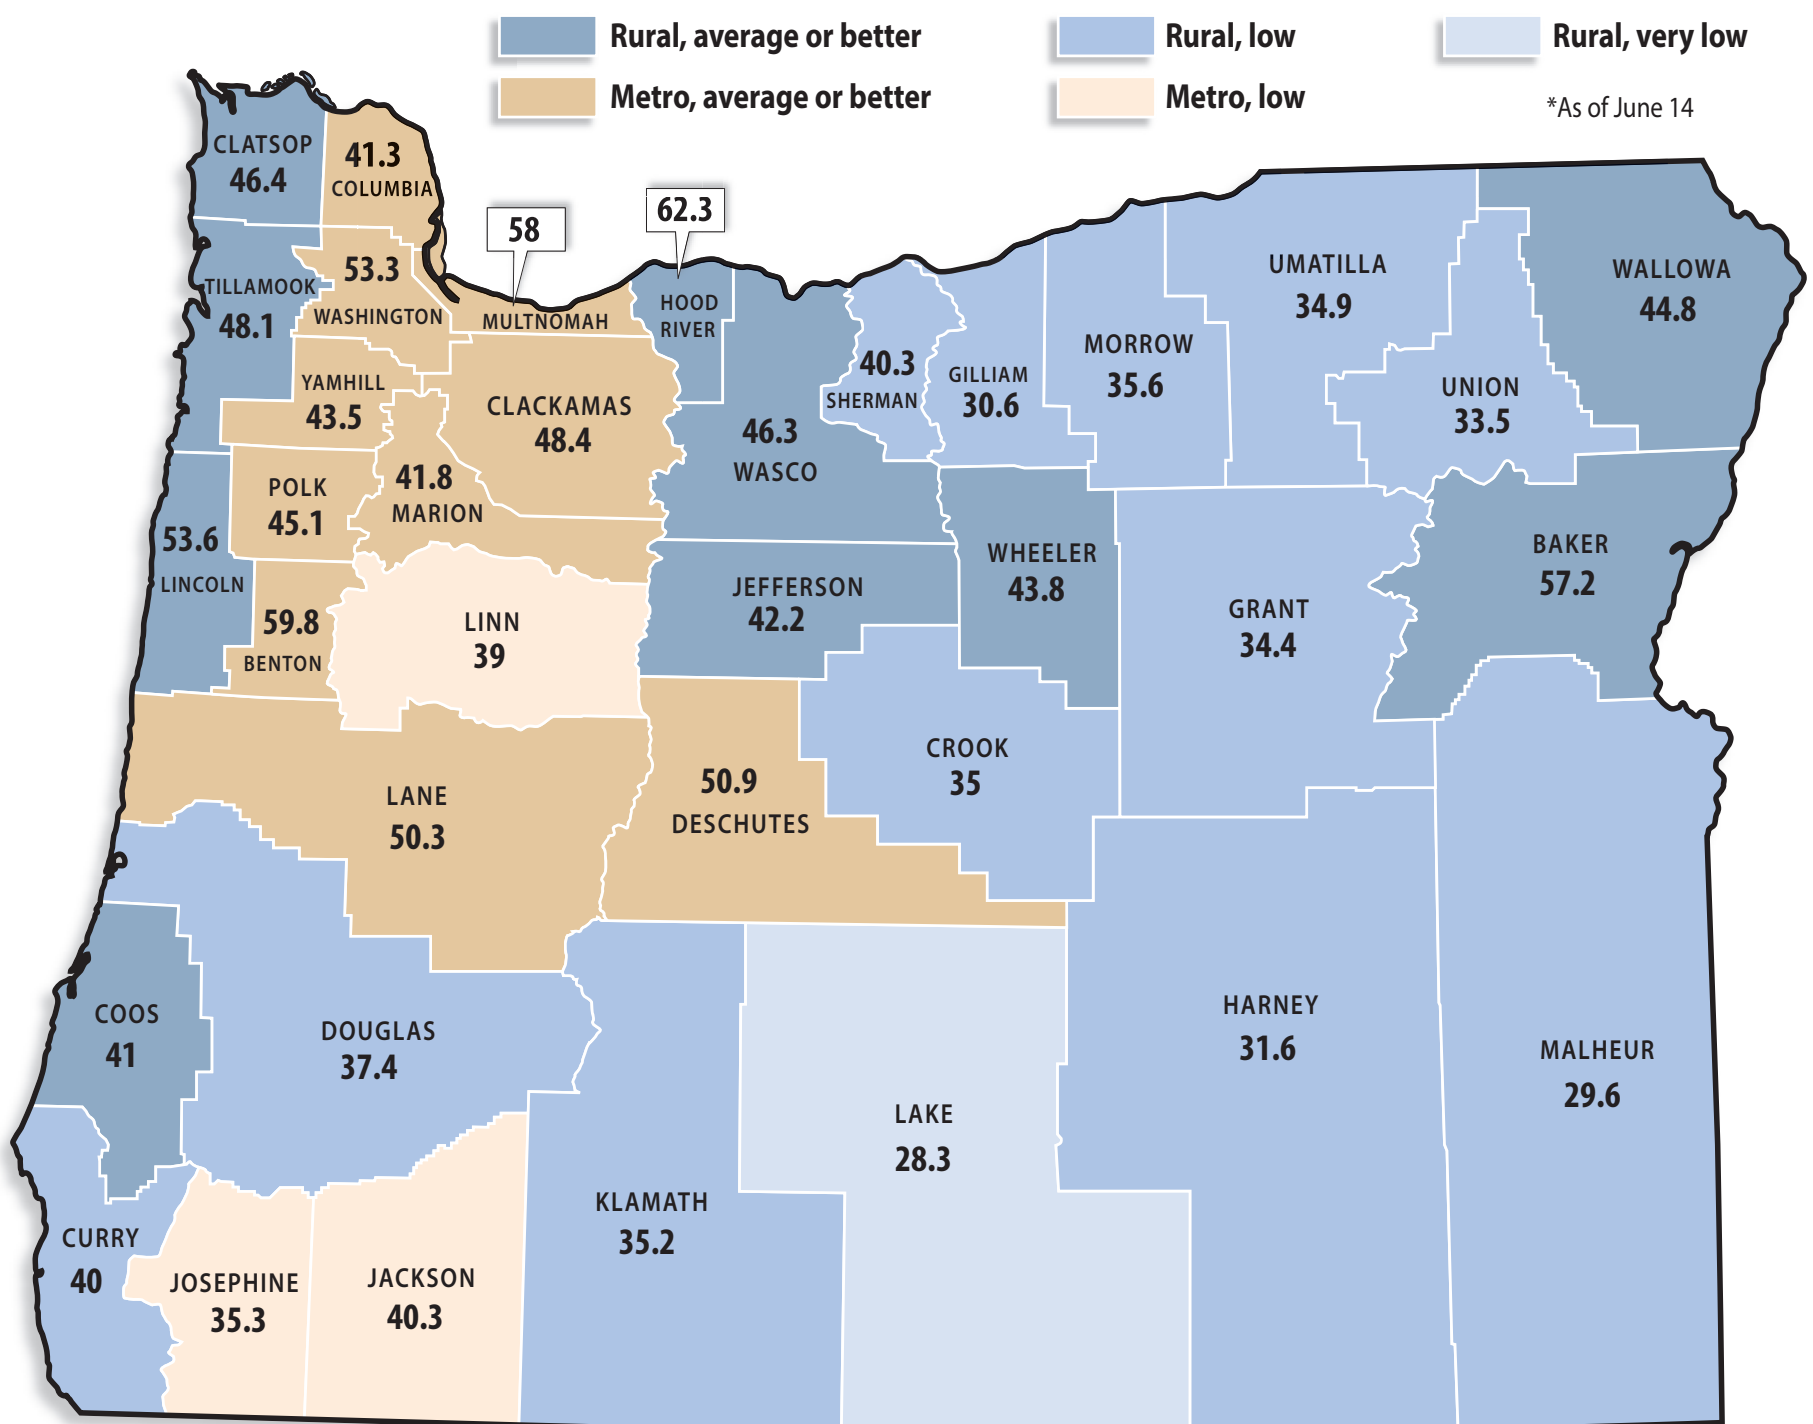 Rural, average or better
Rural, low
Rural, very low
Metro, average or better
Metro, low
*As of June 14
CLATSOP
46.4
41.3
COLUMBIA
58
62.3
TILLAMOOK
48.1
53.3
WASHINGTON
MULTNOMAH
HOOD
RIVER
UMATILLA
34.9
WALLOWA
44.8
YAMHILL
43.5
CLACKAMAS
48.4
46.3
WASCO
40.3
SHERMAN
GILLIAM
30.6
MORROW
35.6
UNION
33.5
POLK
45.1
41.8
MARION
53.6
LINCOLN
59.8
BENTON
LINN
39
JEFFERSON
42.2
WHEELER
43.8
GRANT
34.4
BAKER
57.2
LANE
50.3
50.9
DESCHUTES
CROOK
35
COOS
41
DOUGLAS
37.4
HARNEY
31.6
MALHEUR
29.6
LAKE
28.3
KLAMATH
35.2
CURRY
40
JOSEPHINE
35.3
JACKSON
40.3